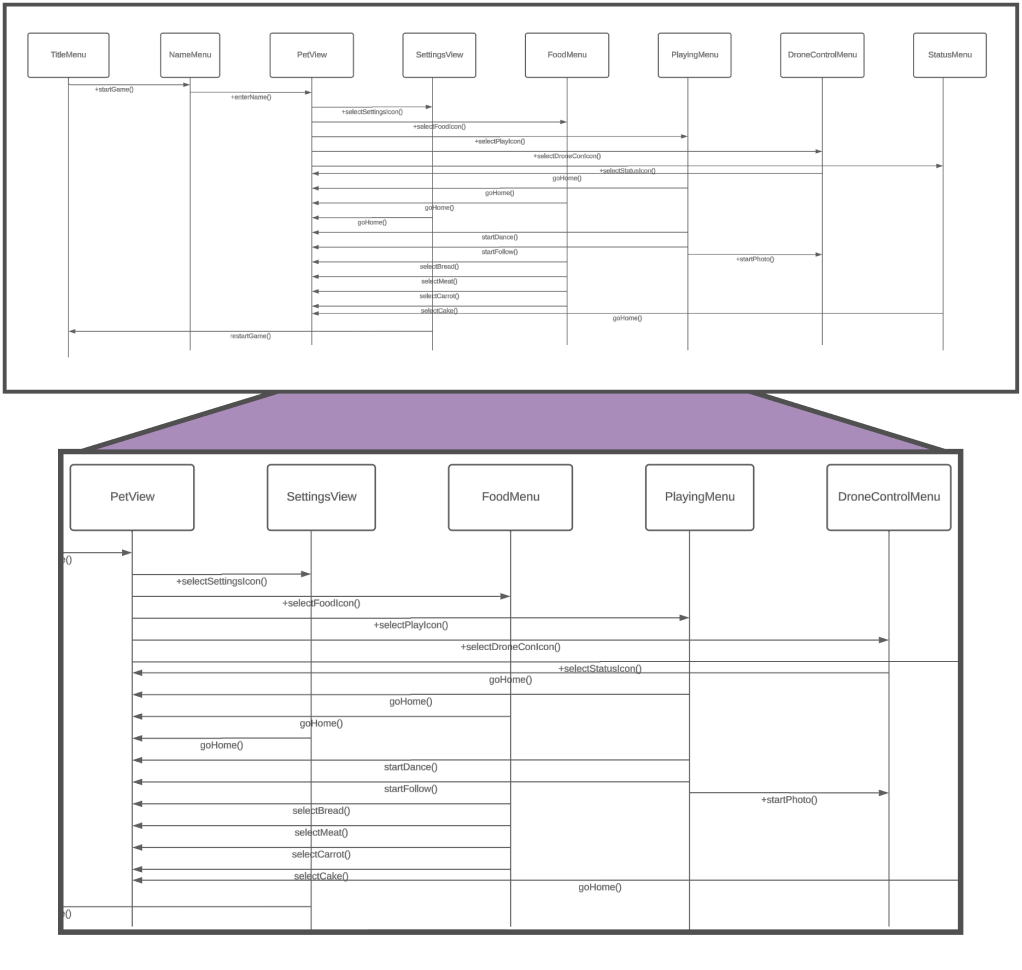 TitleMenu
NameMenu
PetView
SettingsView
FoodMenu
PlayingMenu
DroneControlMenu
StatusMenu
+startGame()
+enterName()
+selectSettingsIcon()
+selectFoodIcon()
+selectPlayIcon()
+selectDroneConIcon()
+selectStatusIcon()
goHome()
goHome()
goHome()
goHome()
startDance()
startFollow()
+startPhoto()
selectBread()
selectMeat()
selectCarrot()
selectCake()
goHome()
restartGame()
PetView
SettingsView
FoodMenu
PlayingMenu
DroneControlMenu
e()
+selectSettingsIcon()
+selectFoodIcon()
+selectPlayIcon()
+selectDroneConIcon()
+selectStatusIcon()
goHome()
goHome()
goHome()
goHome()
startDance()
startFollow()
+startPhoto()
selectBread()
selectMeat()
selectCarrot()
selectCake()
goHome()
e()